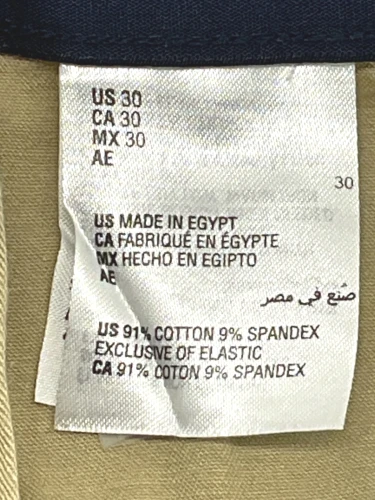 US 30
CA 30
MX 30
AE
30
US MADE IN EGYPT
CA FABRIQUÉ EN ÉGYPTE
MX HECHO EN EGIPTO
AE
صُنع في مصر
US 91% COTTON 9% SPANDEX
EXCLUSIVE OF ELASTIC
CA 91% COTON 9% SPANDEX